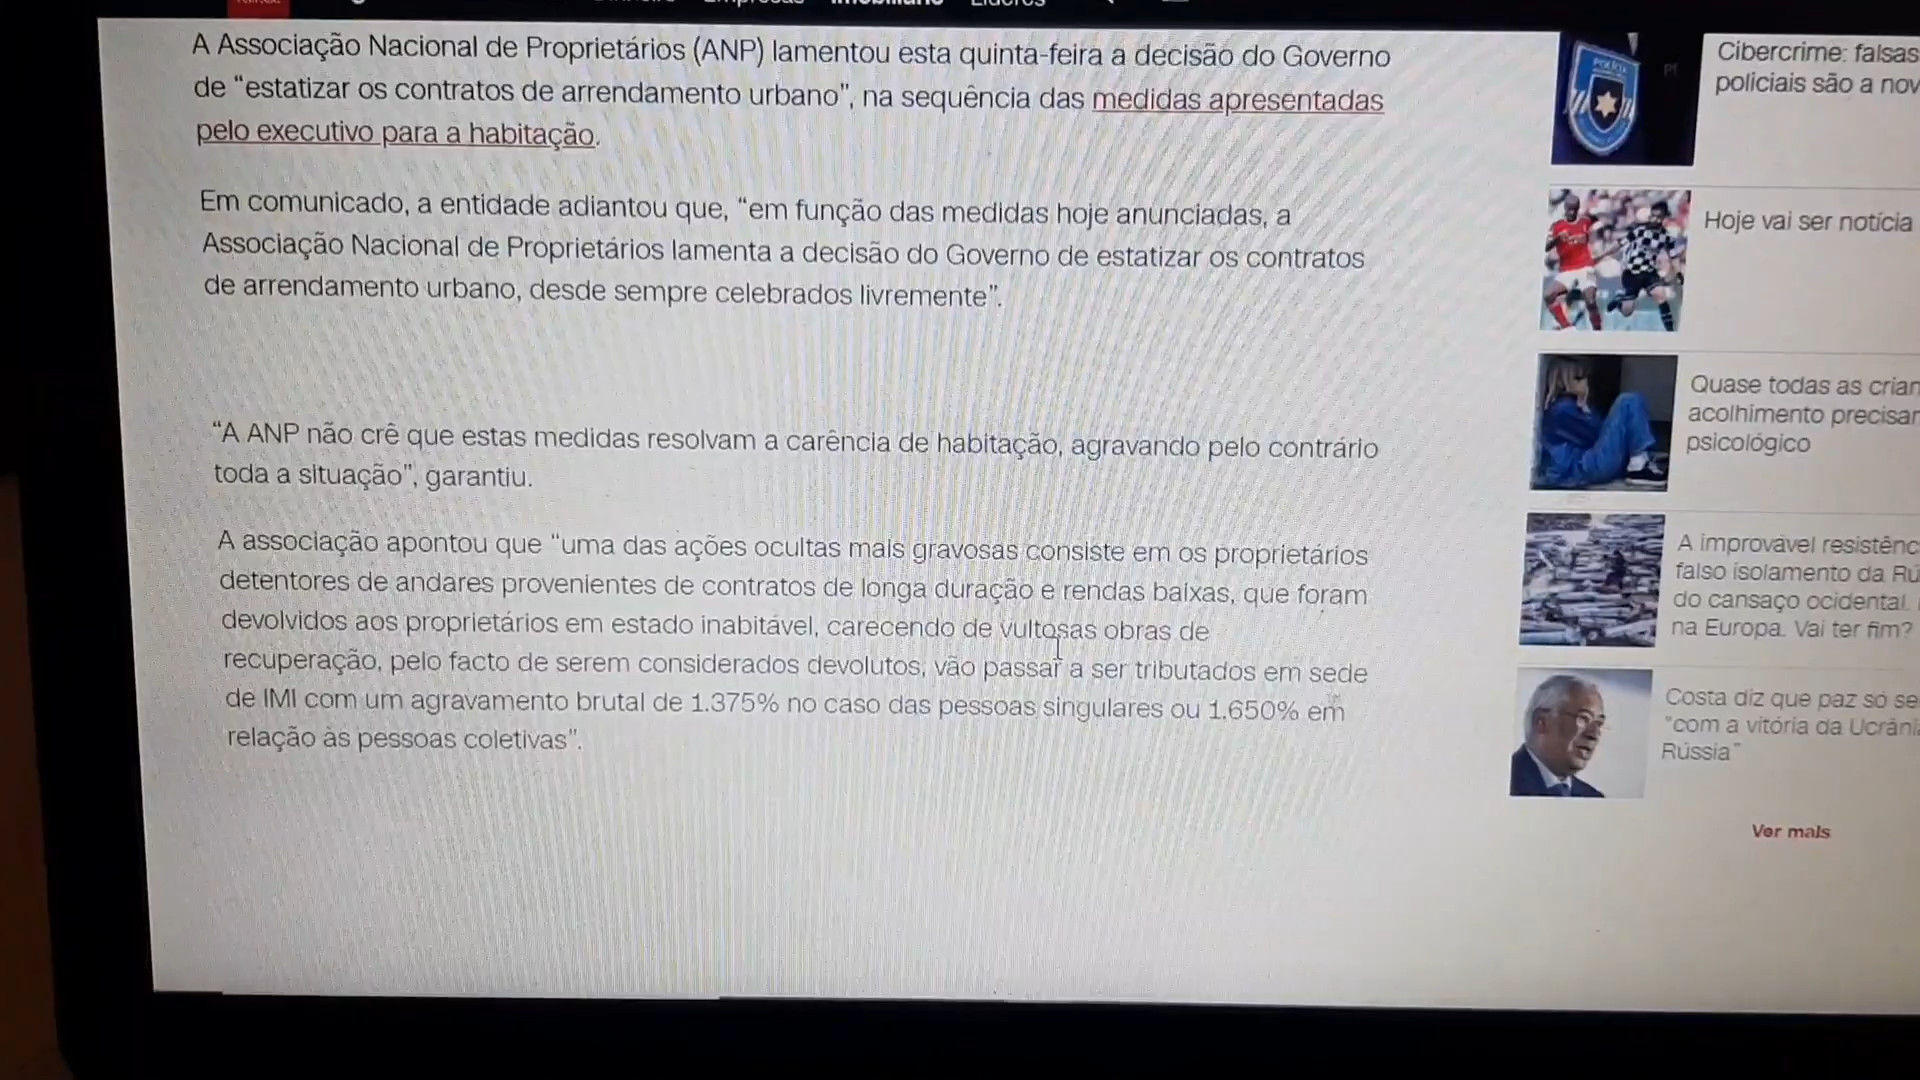 Imobiliário
A Associação Nacional de Proprietários (ANP) lamentou esta quinta-feira a decisão do Governo
de “estatizar os contratos de arrendamento urbano”, na sequência das medidas apresentadas
pelo executivo para a habitação.
Em comunicado, a entidade adiantou que, “em função das medidas hoje anunciadas, a
Associação Nacional de Proprietários lamenta a decisão do Governo de estatizar os contratos
de arrendamento urbano, desde sempre celebrados livremente”.
“A ANP não crê que estas medidas resolvam a carência de habitação, agravando pelo contrário
toda a situação”, garantiu.
A associação apontou que “uma das ações ocultas mais gravosas consiste em os proprietários
detentores de andares provenientes de contratos de longa duração e rendas baixas, que foram
devolvidos aos proprietários em estado inabitável, carecendo de vultosas obras de
recuperação, pelo facto de serem considerados devolutos, vão passar a ser tributados em sede
de IMI com um agravamento brutal de 1.375% no caso das pessoas singulares ou 1.650% em
relação às pessoas coletivas”.
Cibercrime: falsas
policiais são a nov
Hoje vai ser notícia
Quase todas as crian
acolhimento precisar
psicológico
A improvável resistênc
falso isolamento da Rú
do cansaço ocidental.
na Europa. Vai ter fim?
Costa diz que paz só se
"com a vitória da Ucrânia
Rússia"
Ver mais